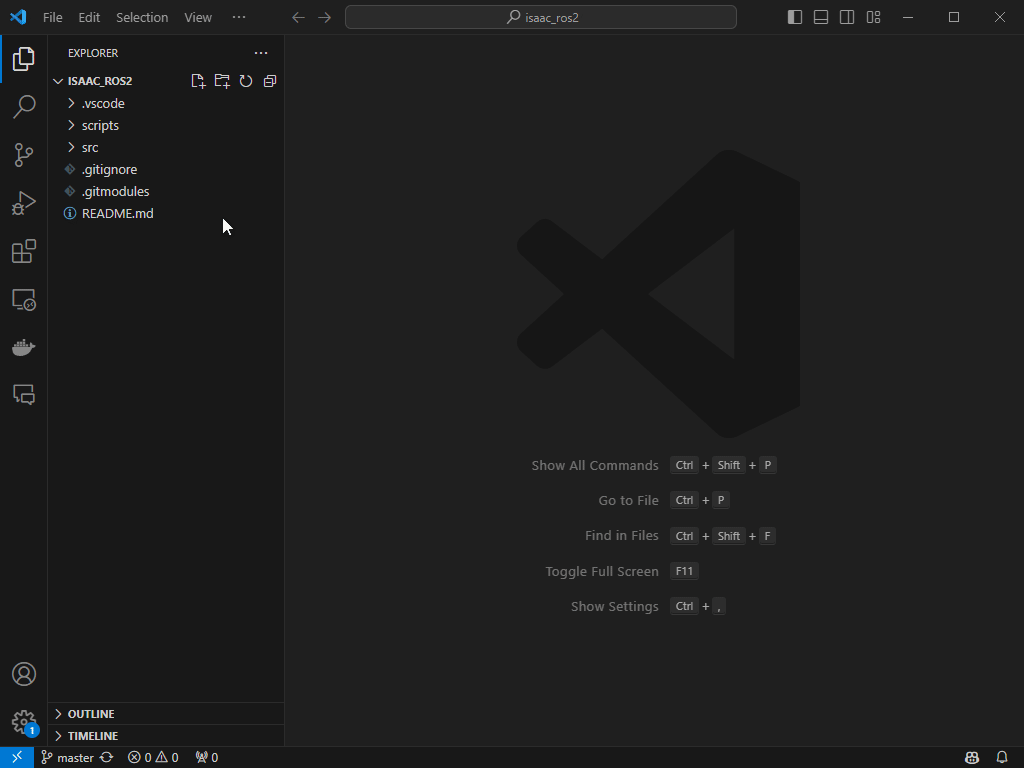 File Edit Selection View ··· isaac_ros2
EXPLORER ···
ISAAC_ROS2
.vscode
scripts
src
.gitignore
.gitmodules
README.md
Show All Commands Ctrl + Shift + P
Go to File Ctrl + P
Find in Files Ctrl + Shift + F
Toggle Full Screen F11
Show Settings Ctrl + ,
OUTLINE
TIMELINE
1
master 0 0 0